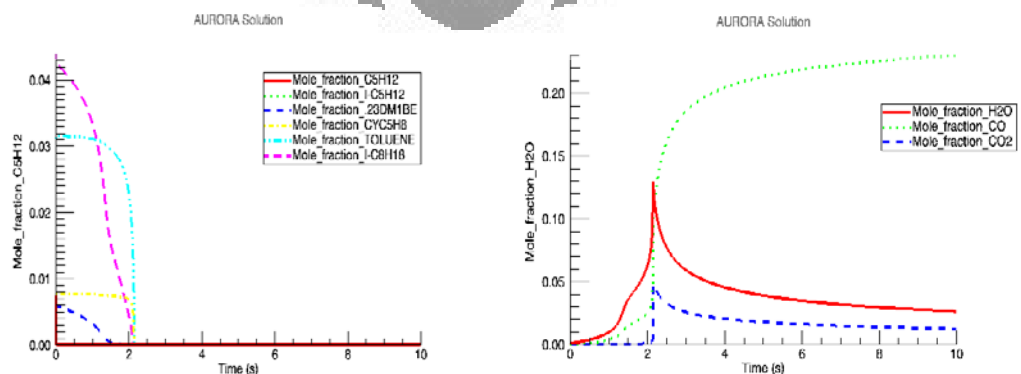 AURORA Solution
Mole_fraction_C5H12
0.04
0.03
0.02
0.01
0.00
Mole_fraction_C5H12
Mole_fraction_I-C5H12
Mole_fraction_23DM1BE
Mole_fraction_CYC5H8
Mole_fraction_TOLUENE
Mole_fraction_I-C8H16
0 2 4 6 8 10
Time (s)
AURORA Solution
Mole_fraction_H2O
0.20
0.15
0.10
0.05
0.00
Mole_fraction_H2O
Mole_fraction_CO
Mole_fraction_CO2
0 2 4 6 8 10
Time (s)